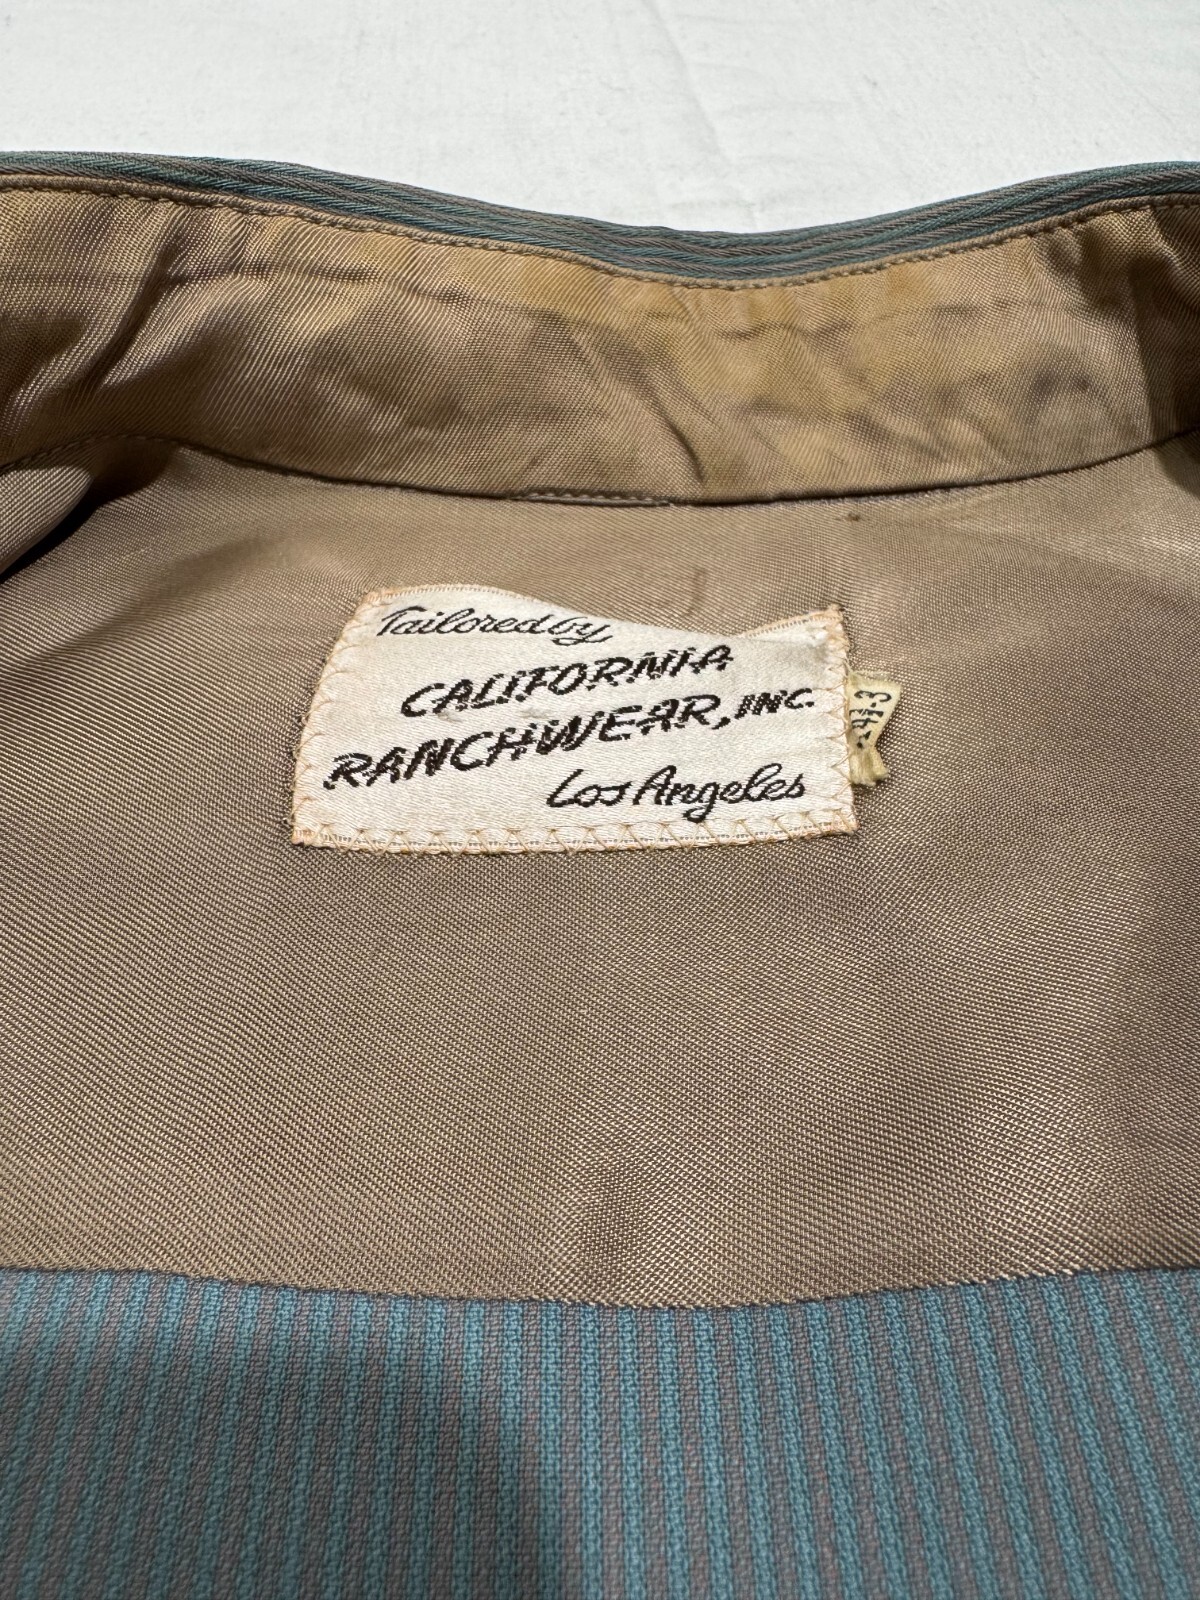 Tailored by
CALIFORNIA
RANCHWEAR, INC.
Los Angeles